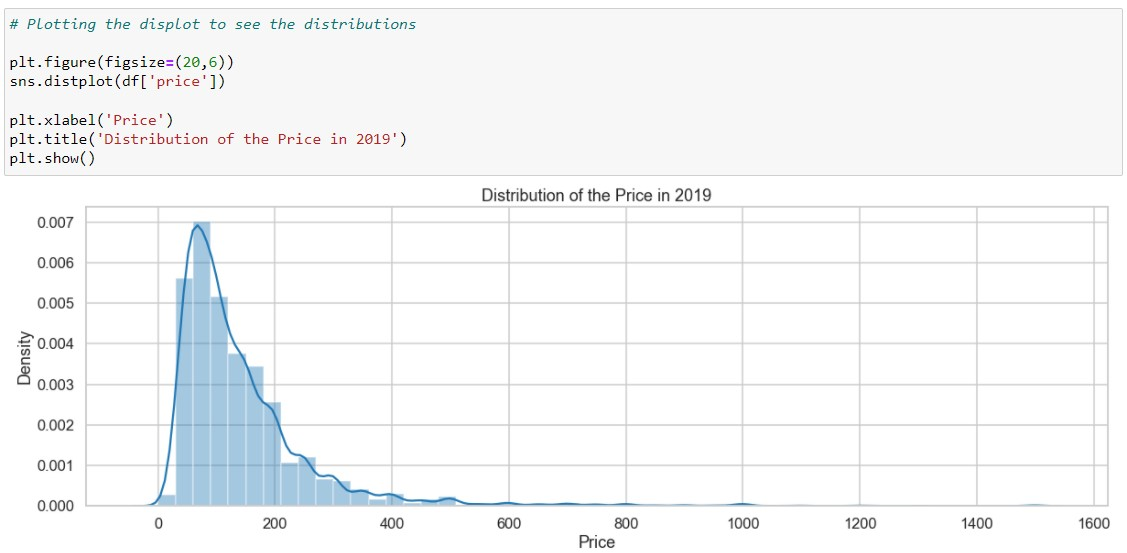 # Plotting the displot to see the distributions
plt.figure(figsize=(20,6))
sns.distplot(df['price'])
plt.xlabel('Price')
plt.title('Distribution of the Price in 2019')
plt.show()
Distribution of the Price in 2019
0.007
0.006
0.005
0.004
0.003
0.002
0.001
0.000
Density
0 200 400 600 800 1000 1200 1400 1600
Price